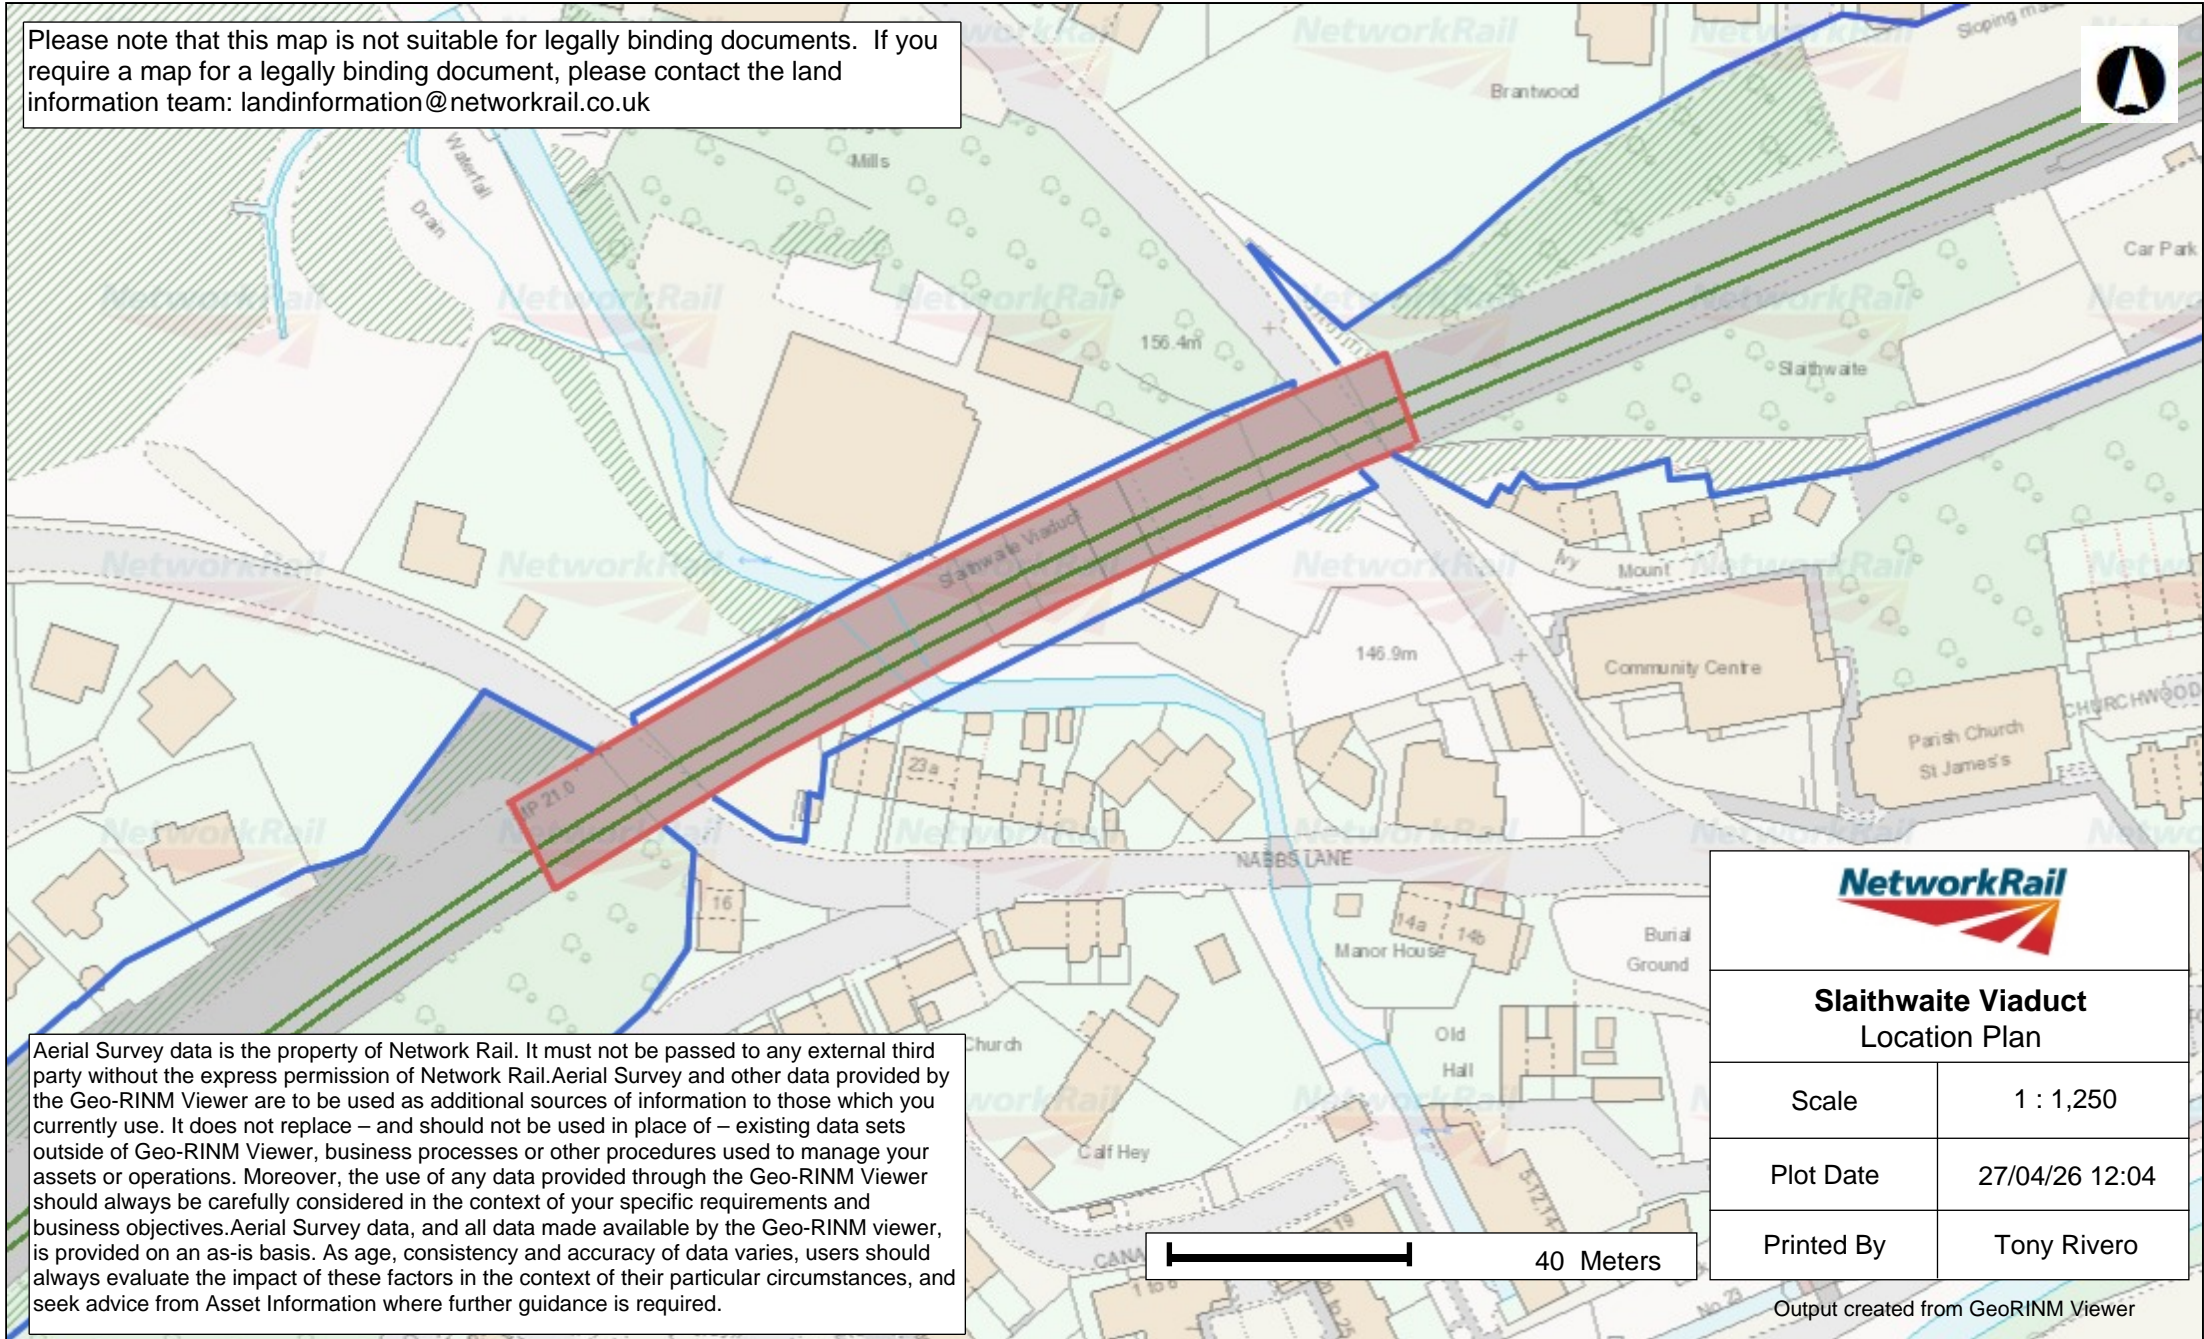 Please note that this map is not suitable for legally binding documents.  If you
require a map for a legally binding document, please contact the land
information team: landinformation@networkrail.co.uk
Brantwood
Waterfall
Mills
Drain
Car Park
156.4m
Slaithwaite
Slaithwaite Viaduct
Ivy
Mount
146.9m
Community Centre
CHURCHWOOD
Parish Church
St James's
23a
MP 21.0
NABBS LANE
16
14a
14b
Manor House
Burial
Ground
Old
Hall
Church
Calf Hey
5-12,14
1 to 6
No 23
NetworkRail
Slaithwaite Viaduct
Location Plan
Scale
1 : 1,250
Plot Date
27/04/26 12:04
Printed By
Tony Rivero
Output created from GeoRINM Viewer
40  Meters
Aerial Survey data is the property of Network Rail. It must not be passed to any external third
party without the express permission of Network Rail.Aerial Survey and other data provided by
the Geo-RINM Viewer are to be used as additional sources of information to those which you
currently use. It does not replace – and should not be used in place of – existing data sets
outside of Geo-RINM Viewer, business processes or other procedures used to manage your
assets or operations. Moreover, the use of any data provided through the Geo-RINM Viewer
should always be carefully considered in the context of your specific requirements and
business objectives.Aerial Survey data, and all data made available by the Geo-RINM viewer,
is provided on an as-is basis. As age, consistency and accuracy of data varies, users should
always evaluate the impact of these factors in the context of their particular circumstances, and
seek advice from Asset Information where further guidance is required.